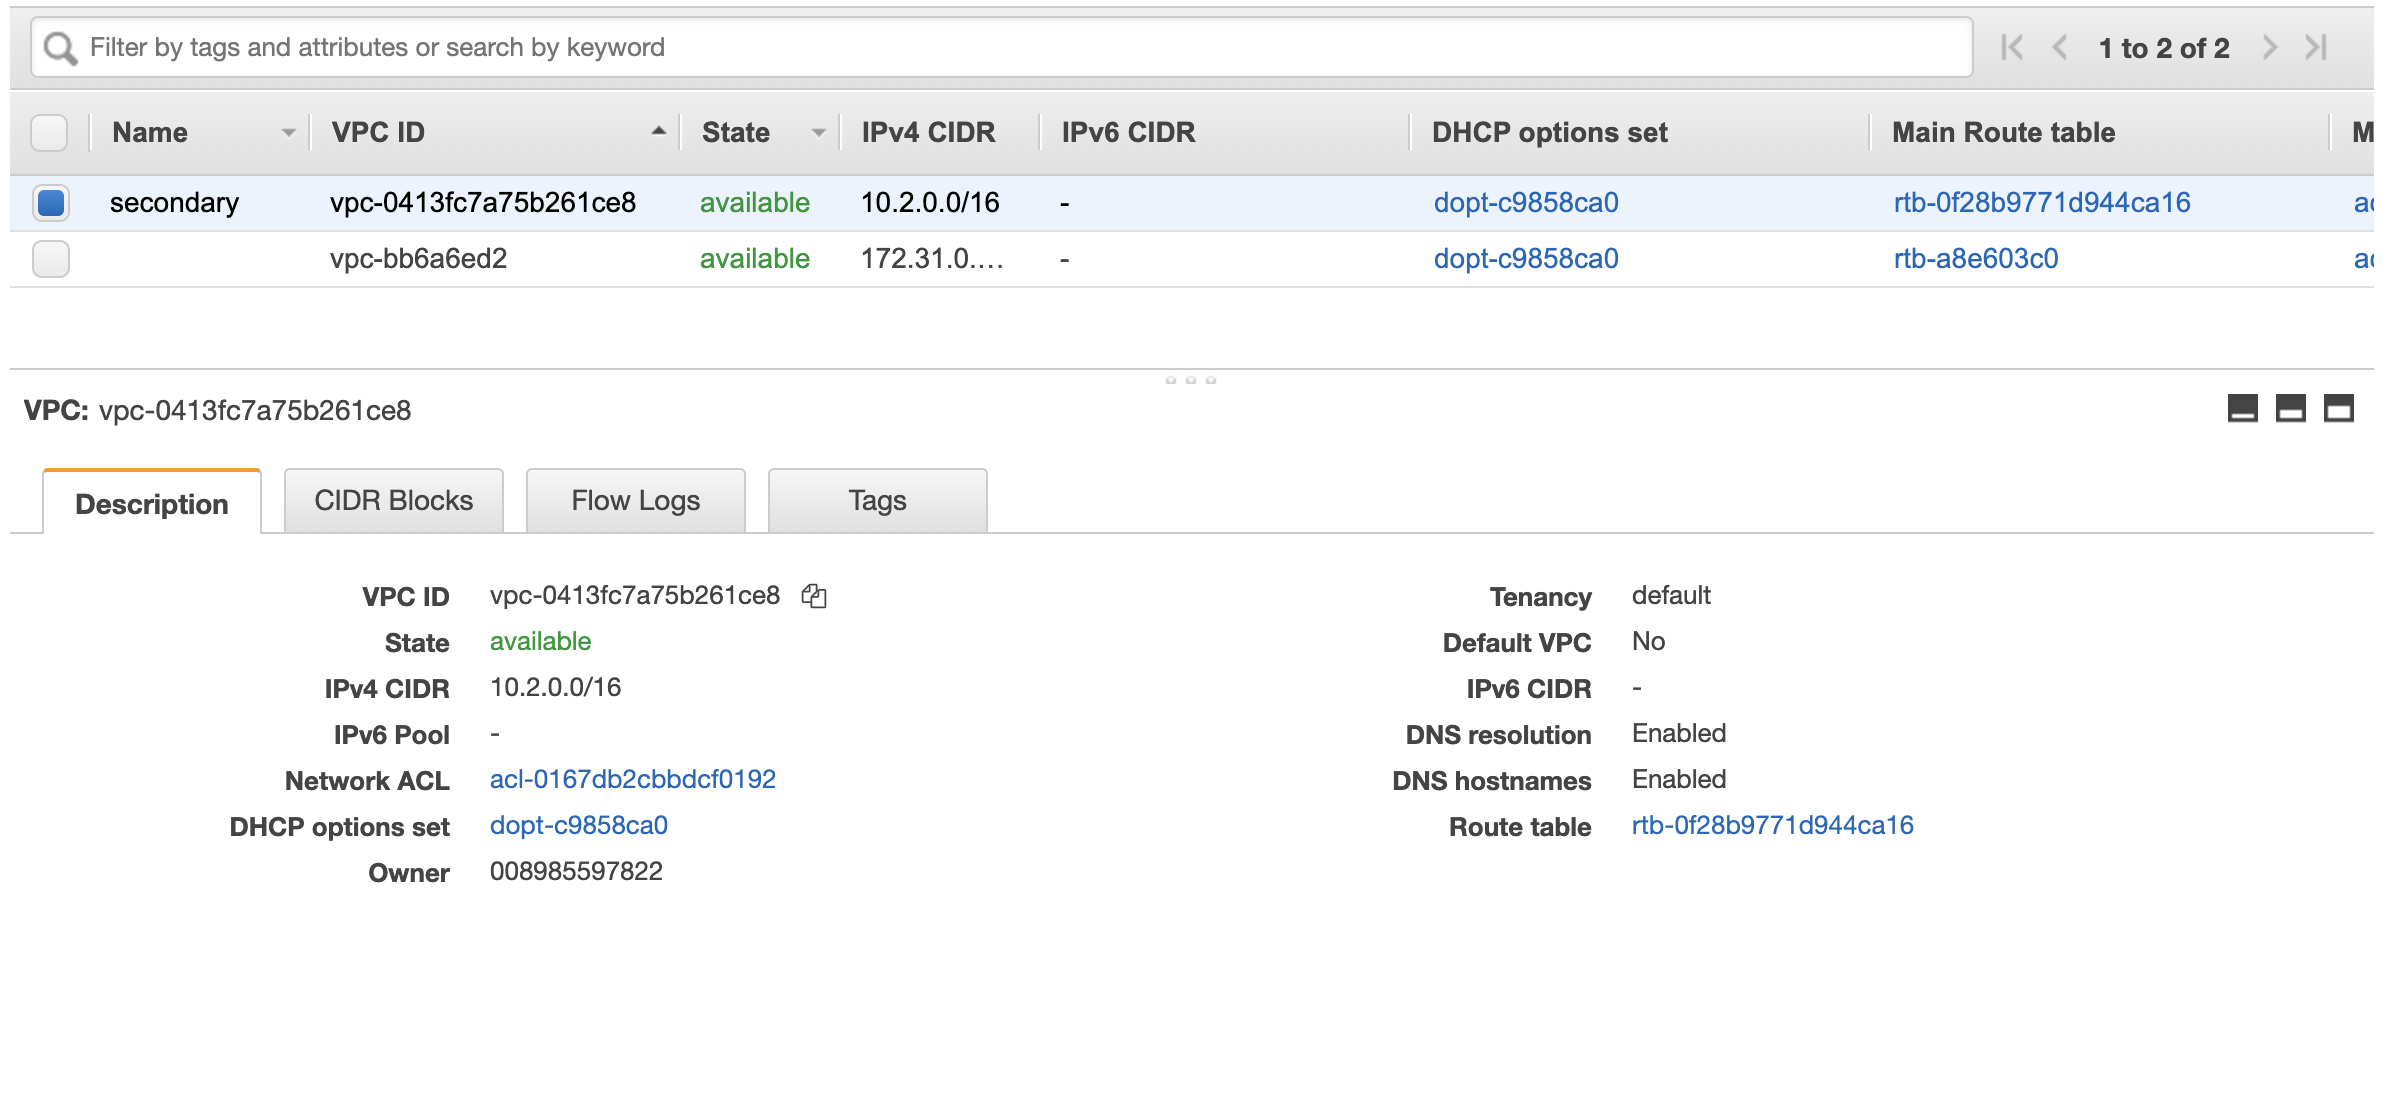 Filter by tags and attributes or search by keyword 1 to 2 of 2
Name VPC ID State IPv4 CIDR IPv6 CIDR DHCP options set Main Route table M
secondary vpc-0413fc7a75b261ce8 available 10.2.0.0/16 - dopt-c9858ca0 rtb-0f28b9771d944ca16 ac
vpc-bb6a6ed2 available 172.31.0.… - dopt-c9858ca0 rtb-a8e603c0 ac
VPC: vpc-0413fc7a75b261ce8
Description CIDR Blocks Flow Logs Tags
VPC ID vpc-0413fc7a75b261ce8 Tenancy default
State available Default VPC No
IPv4 CIDR 10.2.0.0/16 IPv6 CIDR -
IPv6 Pool - DNS resolution Enabled
Network ACL acl-0167db2cbbdcf0192 DNS hostnames Enabled
DHCP options set dopt-c9858ca0 Route table rtb-0f28b9771d944ca16
Owner 008985597822